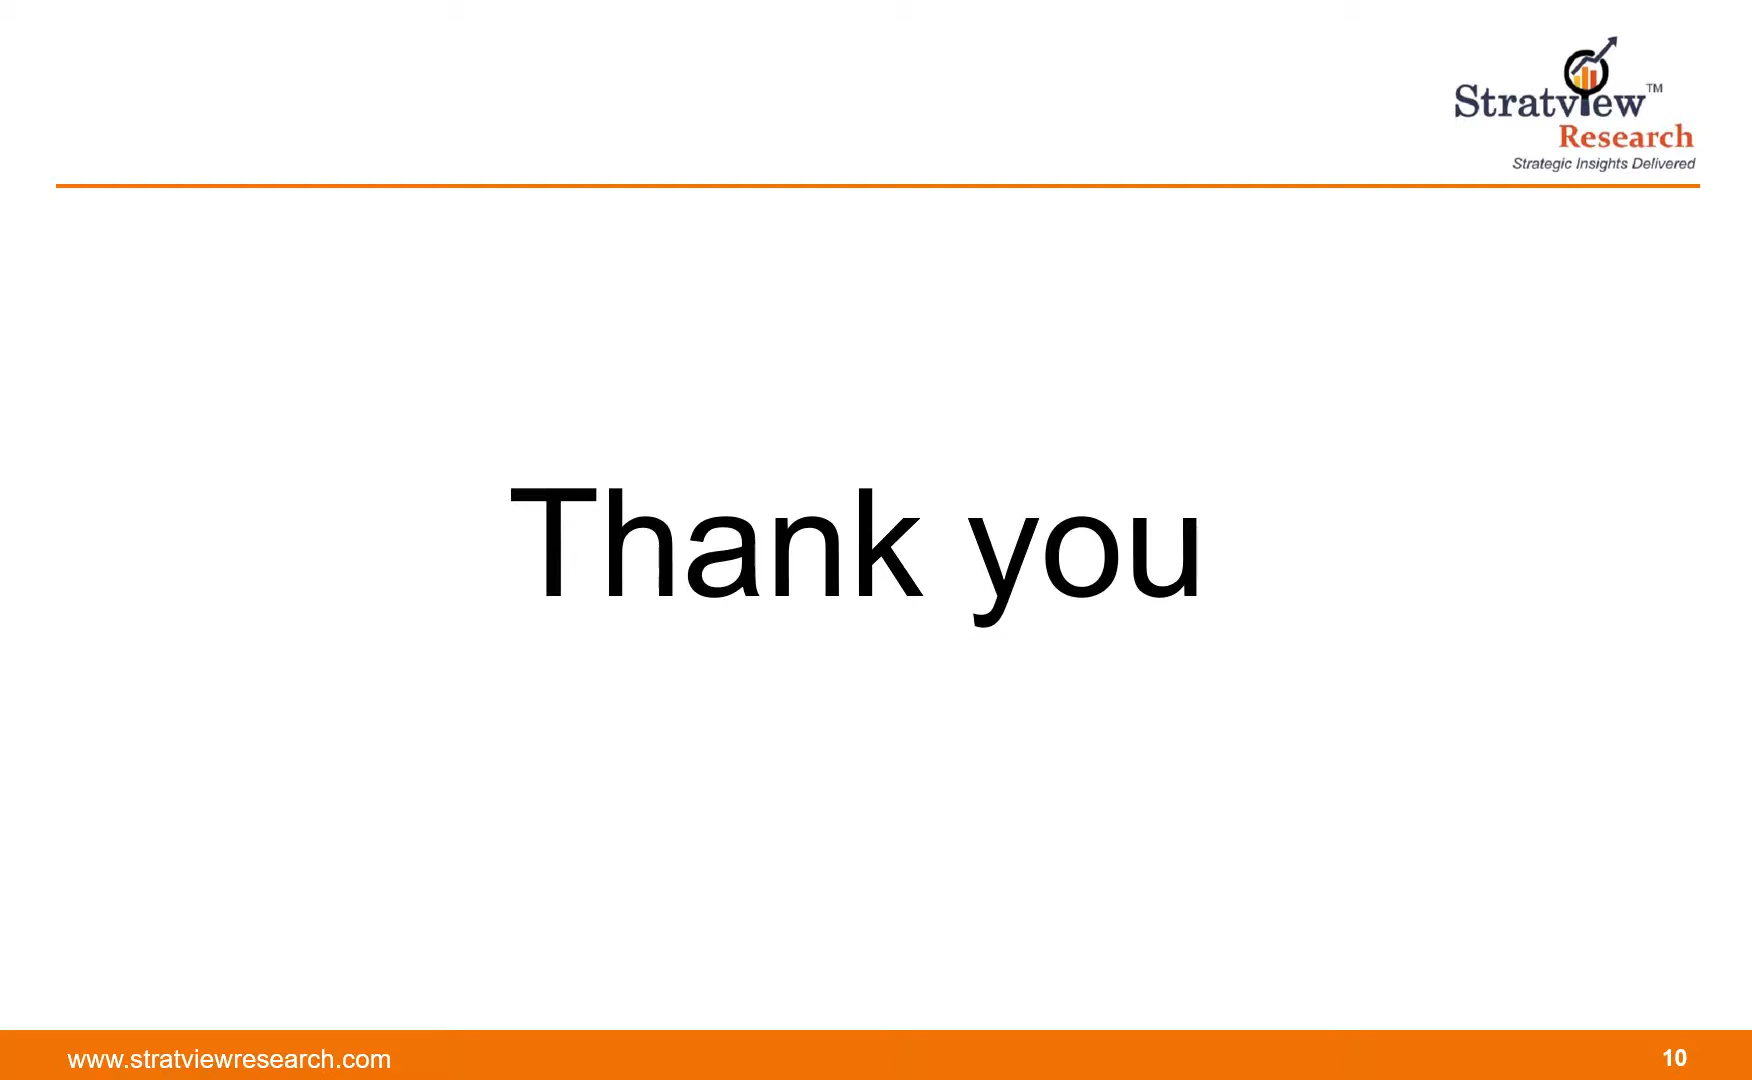 Stratview™
Research
Strategic Insights Delivered
Thank you
www.stratviewresearch.com
10